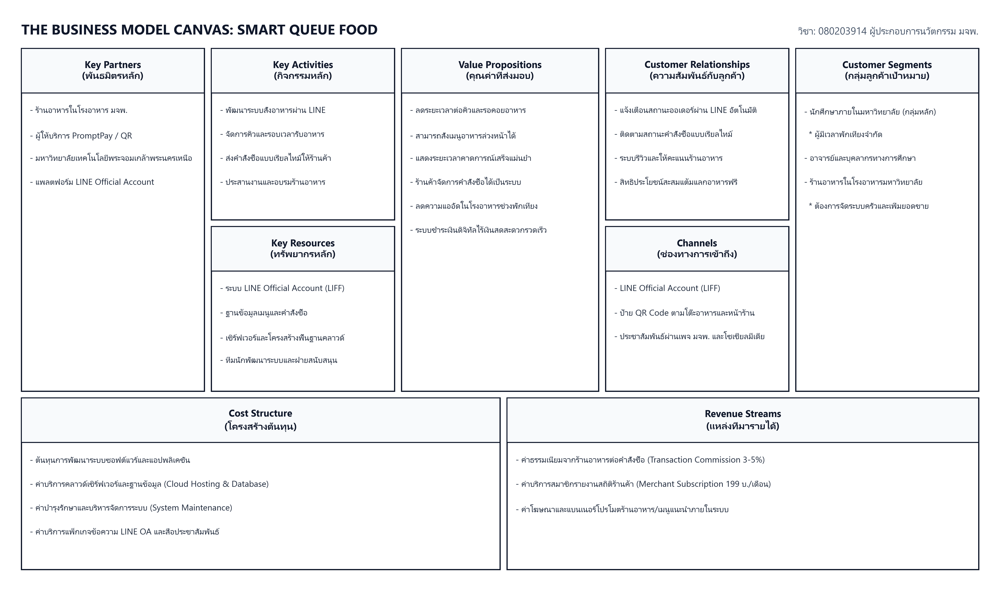 THE BUSINESS MODEL CANVAS: SMART QUEUE FOOD
วิชา: 080203914 ผู้ประกอบการนวัตกรรม มจพ.
Key Partners
(พันธมิตรหลัก)
- ร้านอาหารในโรงอาหาร มจพ.
- ผู้ให้บริการ PromptPay / QR
- มหาวิทยาลัยเทคโนโลยีพระจอมเกล้าพระนครเหนือ
- แพลตฟอร์ม LINE Official Account
Key Activities
(กิจกรรมหลัก)
- พัฒนาระบบสั่งอาหารผ่าน LINE
- จัดการคิวและรอบเวลารับอาหาร
- ส่งคำสั่งซื้อแบบเรียลไทม์ให้ร้านค้า
- ประสานงานและอบรมร้านอาหาร
Key Resources
(ทรัพยากรหลัก)
- ระบบ LINE Official Account (LIFF)
- ฐานข้อมูลเมนูและคำสั่งซื้อ
- เซิร์ฟเวอร์และโครงสร้างพื้นฐานคลาวด์
- ทีมนักพัฒนาระบบและฝ่ายสนับสนุน
Value Propositions
(คุณค่าที่ส่งมอบ)
- ลดระยะเวลาต่อคิวและรอคอยอาหาร
- สามารถสั่งเมนูอาหารล่วงหน้าได้
- แสดงระยะเวลาคาดการณ์เสร็จแม่นยำ
- ร้านค้าจัดการคำสั่งซื้อได้เป็นระบบ
- ลดความแออัดในโรงอาหารช่วงพักเที่ยง
- ระบบชำระเงินดิจิทัลไร้เงินสดสะดวกรวดเร็ว
Customer Relationships
(ความสัมพันธ์กับลูกค้า)
- แจ้งเตือนสถานะออเดอร์ผ่าน LINE อัตโนมัติ
- ติดตามสถานะคำสั่งซื้อแบบเรียลไทม์
- ระบบรีวิวและให้คะแนนร้านอาหาร
- สิทธิประโยชน์สะสมแต้มแลกอาหารฟรี
Channels
(ช่องทางการเข้าถึง)
- LINE Official Account (LIFF)
- ป้าย QR Code ตามโต๊ะอาหารและหน้าร้าน
- ประชาสัมพันธ์ผ่านเพจ มจพ. และโซเชียลมีเดีย
Customer Segments
(กลุ่มลูกค้าเป้าหมาย)
- นักศึกษาภายในมหาวิทยาลัย (กลุ่มหลัก)
* ผู้มีเวลาพักเที่ยงจำกัด
- อาจารย์และบุคลากรทางการศึกษา
- ร้านอาหารในโรงอาหารมหาวิทยาลัย
* ต้องการจัดระบบครัวและเพิ่มยอดขาย
Cost Structure
(โครงสร้างต้นทุน)
- ต้นทุนการพัฒนาระบบซอฟต์แวร์และแอปพลิเคชัน
- ค่าบริการคลาวด์เซิร์ฟเวอร์และฐานข้อมูล (Cloud Hosting & Database)
- ค่าบำรุงรักษาและบริหารจัดการระบบ (System Maintenance)
- ค่าบริการแพ็กเกจข้อความ LINE OA และสื่อประชาสัมพันธ์
Revenue Streams
(แหล่งที่มารายได้)
- ค่าธรรมเนียมจากร้านอาหารต่อคำสั่งซื้อ (Transaction Commission 3-5%)
- ค่าบริการสมาชิกรายงานสถิติร้านค้า (Merchant Subscription 199 บ./เดือน)
- ค่าโฆษณาและแบนเนอร์โปรโมตร้านอาหาร/เมนูแนะนำภายในระบบ